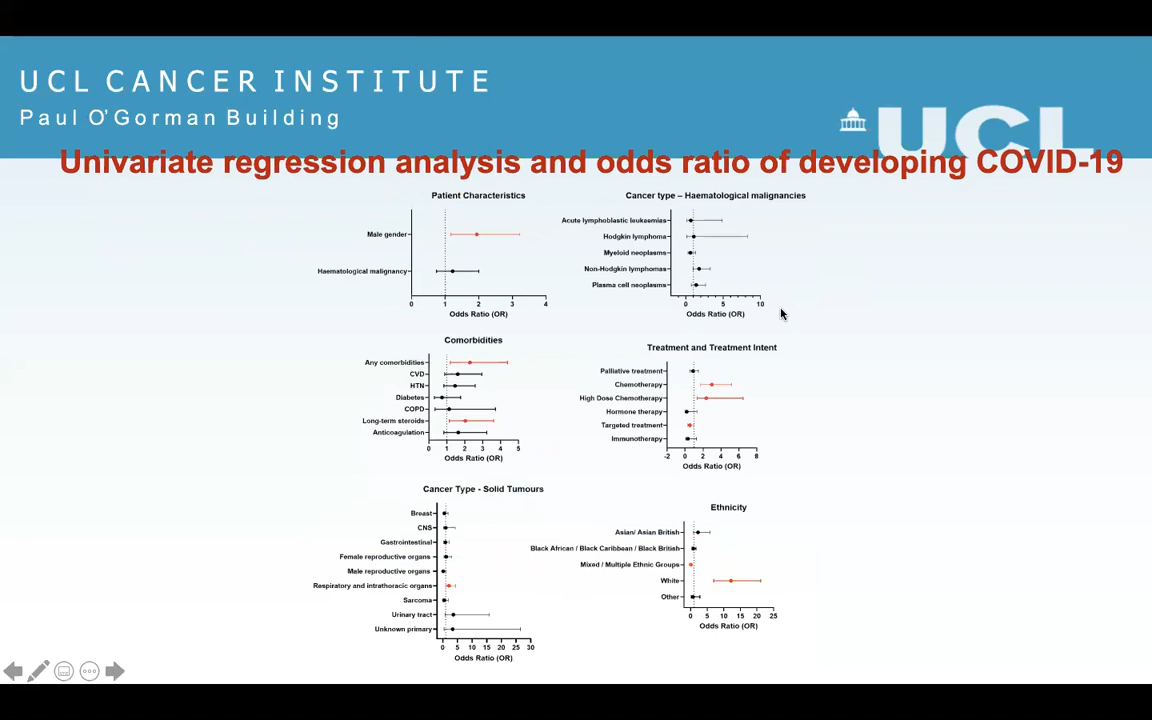 UCL CANCER INSTITUTE
Paul O'Gorman Building
UCL
Univariate regression analysis and odds ratio of developing COVID-19
Patient Characteristics
Male gender
Haematological malignancy
0 1 2 3 4
Odds Ratio (OR)
Cancer type – Haematological malignancies
Acute lymphoblastic leukaemias
Hodgkin lymphoma
Myeloid neoplasms
Non-Hodgkin lymphomas
Plasma cell neoplasms
0 5 10
Odds Ratio (OR)
Comorbidities
Any comorbidities
CVD
HTN
Diabetes
COPD
Long-term steroids
Anticoagulation
0 1 2 3 4 5
Odds Ratio (OR)
Treatment and Treatment Intent
Palliative treatment
Chemotherapy
High Dose Chemotherapy
Hormone therapy
Targeted treatment
Immunotherapy
-2 0 2 4 6 8
Odds Ratio (OR)
Cancer Type - Solid Tumours
Breast
CNS
Gastrointestinal
Female reproductive organs
Male reproductive organs
Respiratory and intrathoracic organs
Sarcoma
Urinary tract
Unknown primary
0 5 10 15 20 25 30
Odds Ratio (OR)
Ethnicity
Asian/ Asian British
Black African / Black Caribbean / Black British
Mixed / Multiple Ethnic Groups
White
Other
0 5 10 15 20 25
Odds Ratio (OR)